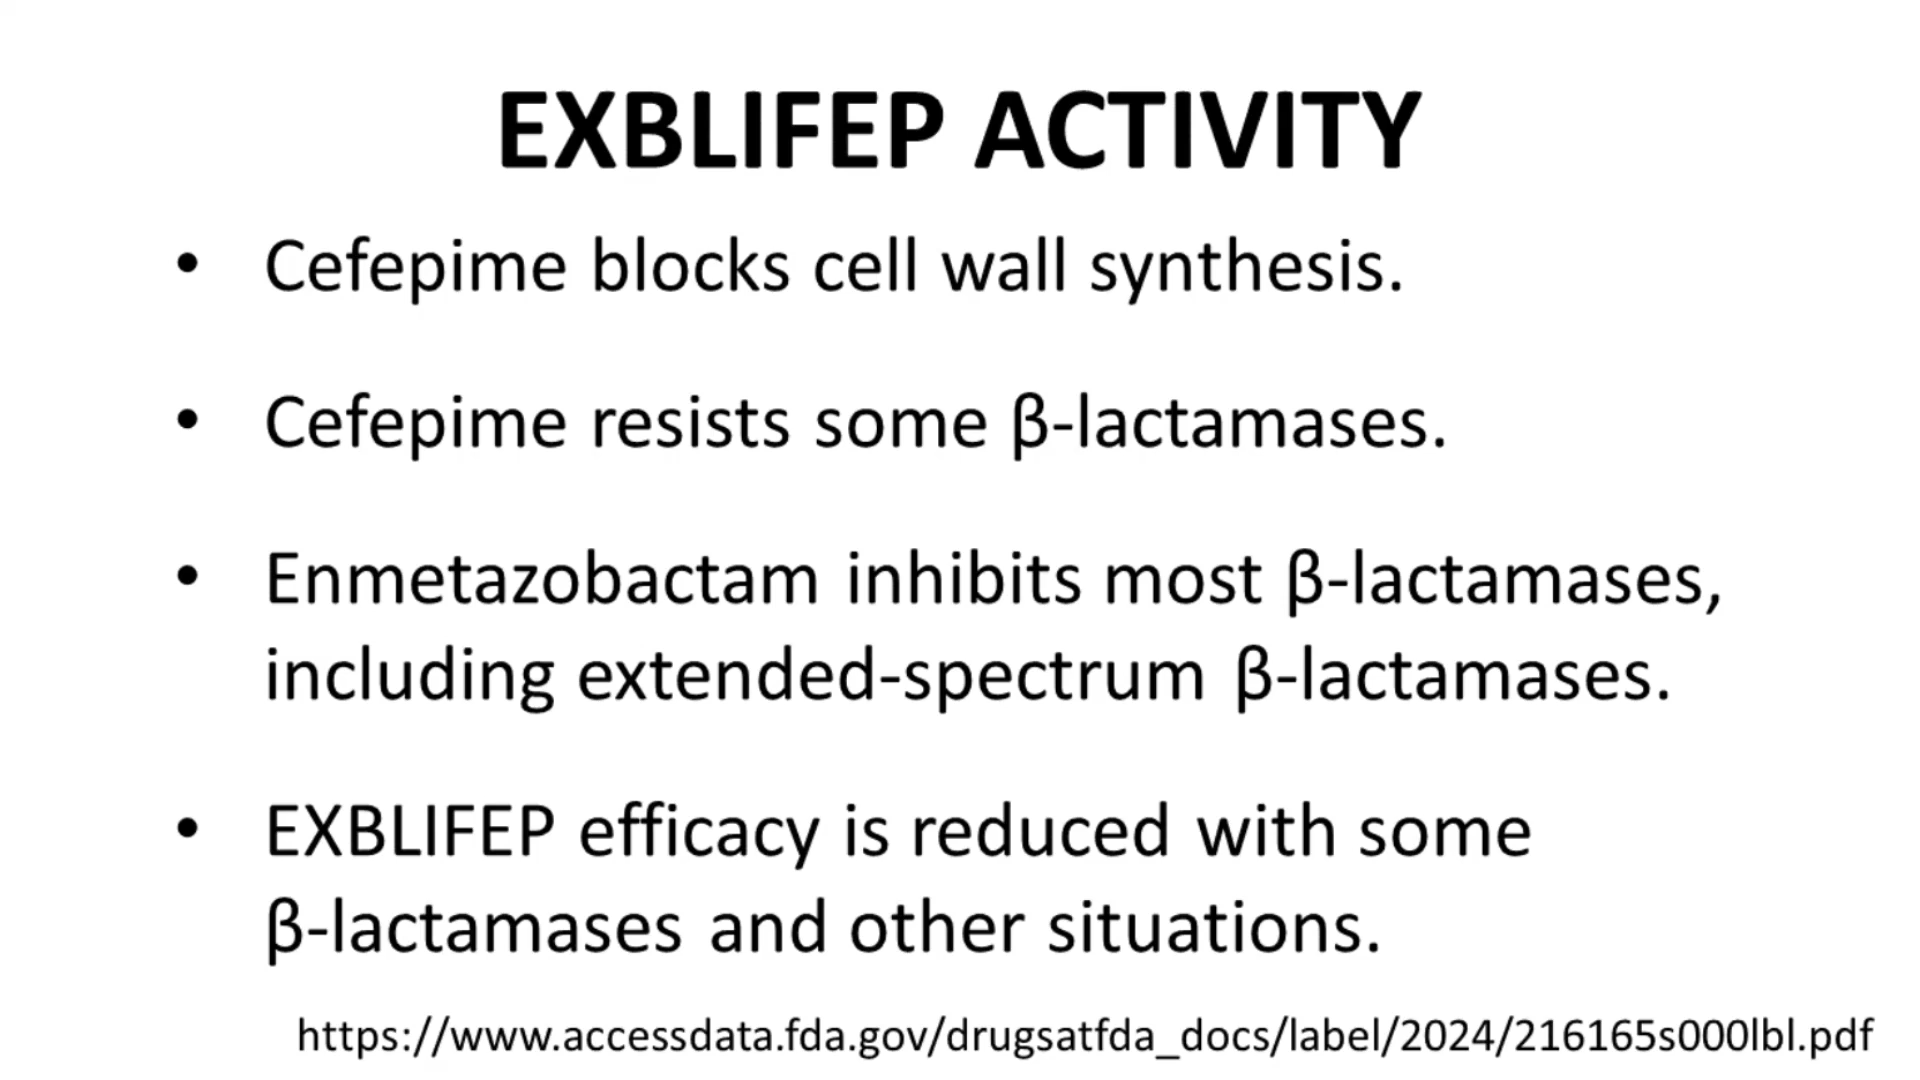 EXBLIFEP ACTIVITY
• Cefepime blocks cell wall synthesis.
• Cefepime resists some β-lactamases.
• Enmetazobactam inhibits most β-lactamases,
including extended-spectrum β-lactamases.
• EXBLIFEP efficacy is reduced with some
β-lactamases and other situations.
https://www.accessdata.fda.gov/drugsatfda_docs/label/2024/216165s000lbl.pdf